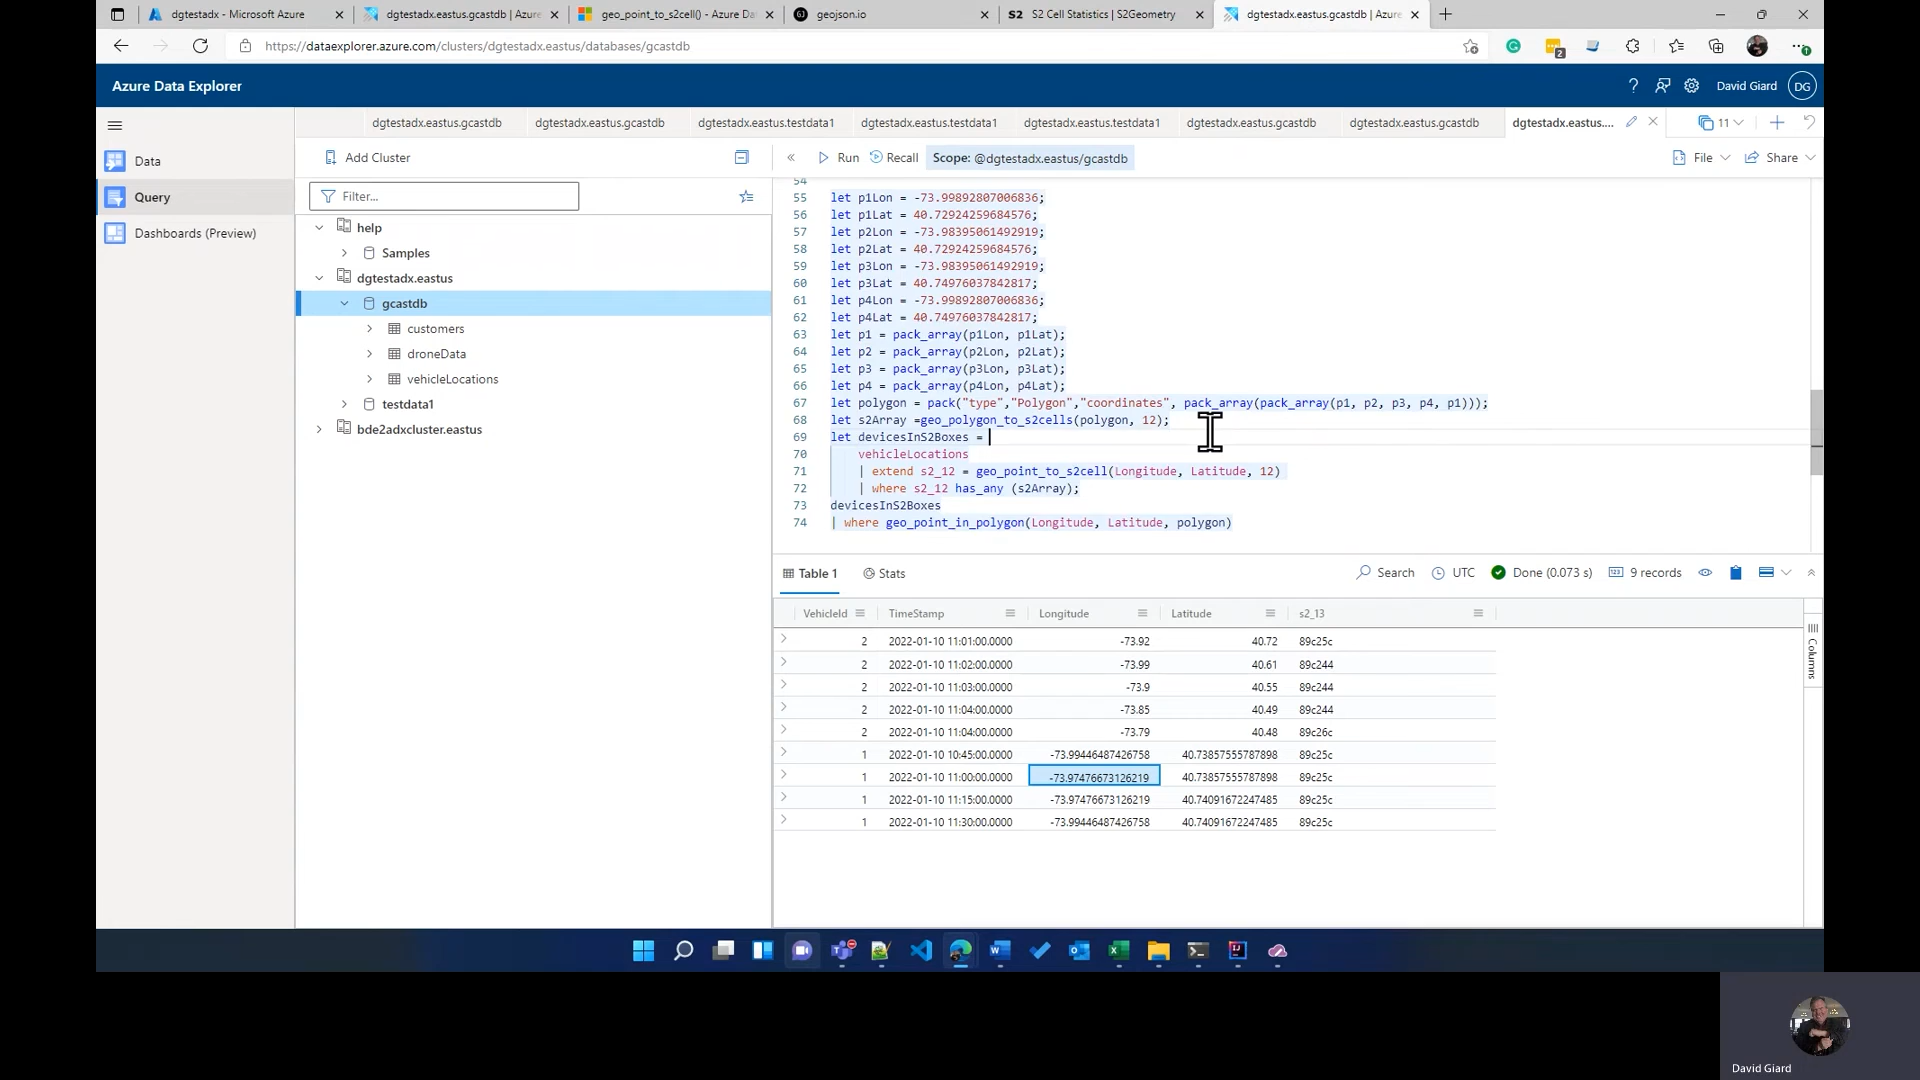 dgtestadx - Microsoft Azure
dgtestadx.eastus.gcastdb | Azure
geo_point_to_s2cell() - Azure Da
geojson.io
S2 S2 Cell Statistics | S2Geometry
dgtestadx.eastus.gcastdb | Azure
https://dataexplorer.azure.com/clusters/dgtestadx.eastus/databases/gcastdb
2
Azure Data Explorer
? David Giard DG
dgtestadx.eastus.gcastdb
dgtestadx.eastus.gcastdb
dgtestadx.eastus.testdata1
dgtestadx.eastus.testdata1
dgtestadx.eastus.testdata1
dgtestadx.eastus.gcastdb
dgtestadx.eastus.gcastdb
dgtestadx.eastus....
11
Data
Query
Dashboards (Preview)
Add Cluster
Filter...
help
Samples
dgtestadx.eastus
gcastdb
customers
droneData
vehicleLocations
testdata1
bde2adxcluster.eastus
Run Recall Scope: @dgtestadx.eastus/gcastdb File Share
54
55 let p1Lon = -73.99892807006836;
56 let p1Lat = 40.72924259684576;
57 let p2Lon = -73.98395061492919;
58 let p2Lat = 40.72924259684576;
59 let p3Lon = -73.98395061492919;
60 let p3Lat = 40.74976037842817;
61 let p4Lon = -73.99892807006836;
62 let p4Lat = 40.74976037842817;
63 let p1 = pack_array(p1Lon, p1Lat);
64 let p2 = pack_array(p2Lon, p2Lat);
65 let p3 = pack_array(p3Lon, p3Lat);
66 let p4 = pack_array(p4Lon, p4Lat);
67 let polygon = pack("type","Polygon","coordinates", pack_array(pack_array(p1, p2, p3, p4, p1)));
68 let s2Array =geo_polygon_to_s2cells(polygon, 12);
69 let devicesInS2Boxes =
70 vehicleLocations
71 | extend s2_12 = geo_point_to_s2cell(Longitude, Latitude, 12)
72 | where s2_12 has_any (s2Array);
73 devicesInS2Boxes
74 | where geo_point_in_polygon(Longitude, Latitude, polygon)
Table 1 Stats Search UTC Done (0.073 s) 9 records
VehicleId TimeStamp Longitude Latitude s2_13
2 2022-01-10 11:01:00.0000 -73.92 40.72 89c25c
2 2022-01-10 11:02:00.0000 -73.99 40.61 89c244
2 2022-01-10 11:03:00.0000 -73.9 40.55 89c244
2 2022-01-10 11:04:00.0000 -73.85 40.49 89c244
2 2022-01-10 11:04:00.0000 -73.79 40.48 89c26c
1 2022-01-10 10:45:00.0000 -73.99446487426758 40.73857555787898 89c25c
1 2022-01-10 11:00:00.0000 -73.97476673126219 40.73857555787898 89c25c
1 2022-01-10 11:15:00.0000 -73.97476673126219 40.74091672247485 89c25c
1 2022-01-10 11:30:00.0000 -73.99446487426758 40.74091672247485 89c25c
Columns
David Giard